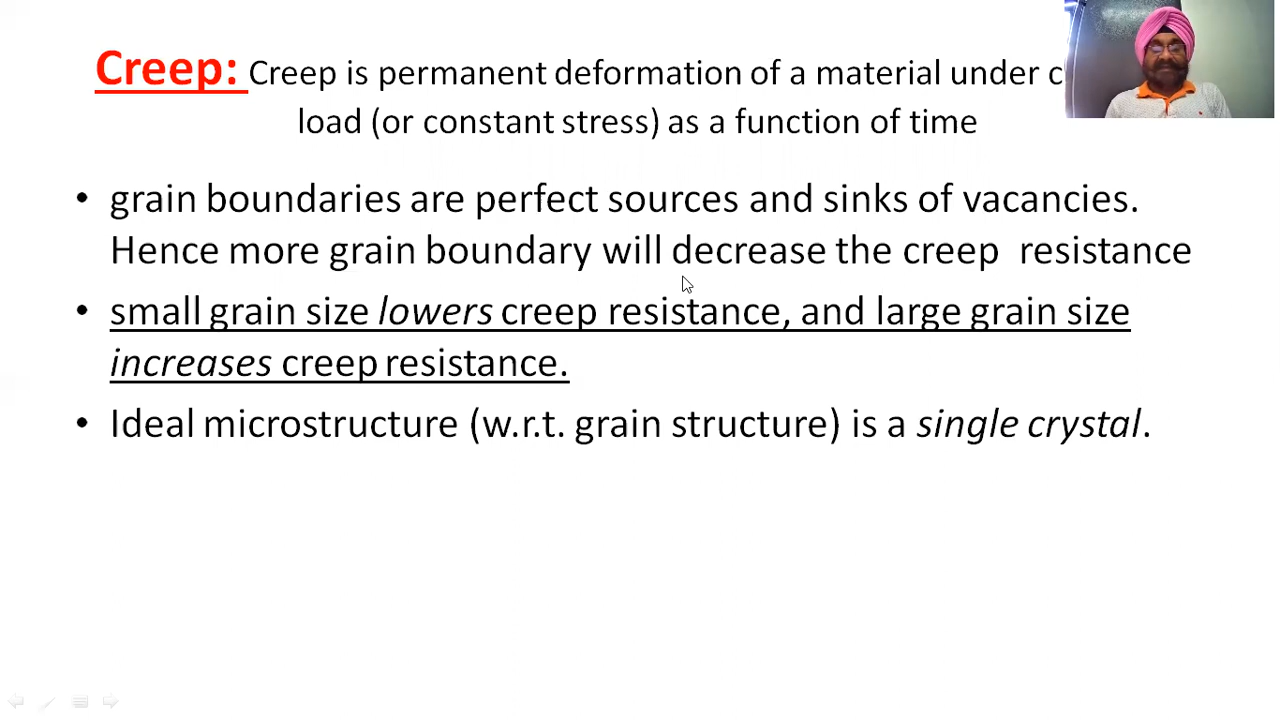 Creep: Creep is permanent deformation of a material under
load (or constant stress) as a function of time
• grain boundaries are perfect sources and sinks of vacancies.
Hence more grain boundary will decrease the creep resistance
• small grain size lowers creep resistance, and large grain size
increases creep resistance.
• Ideal microstructure (w.r.t. grain structure) is a single crystal.